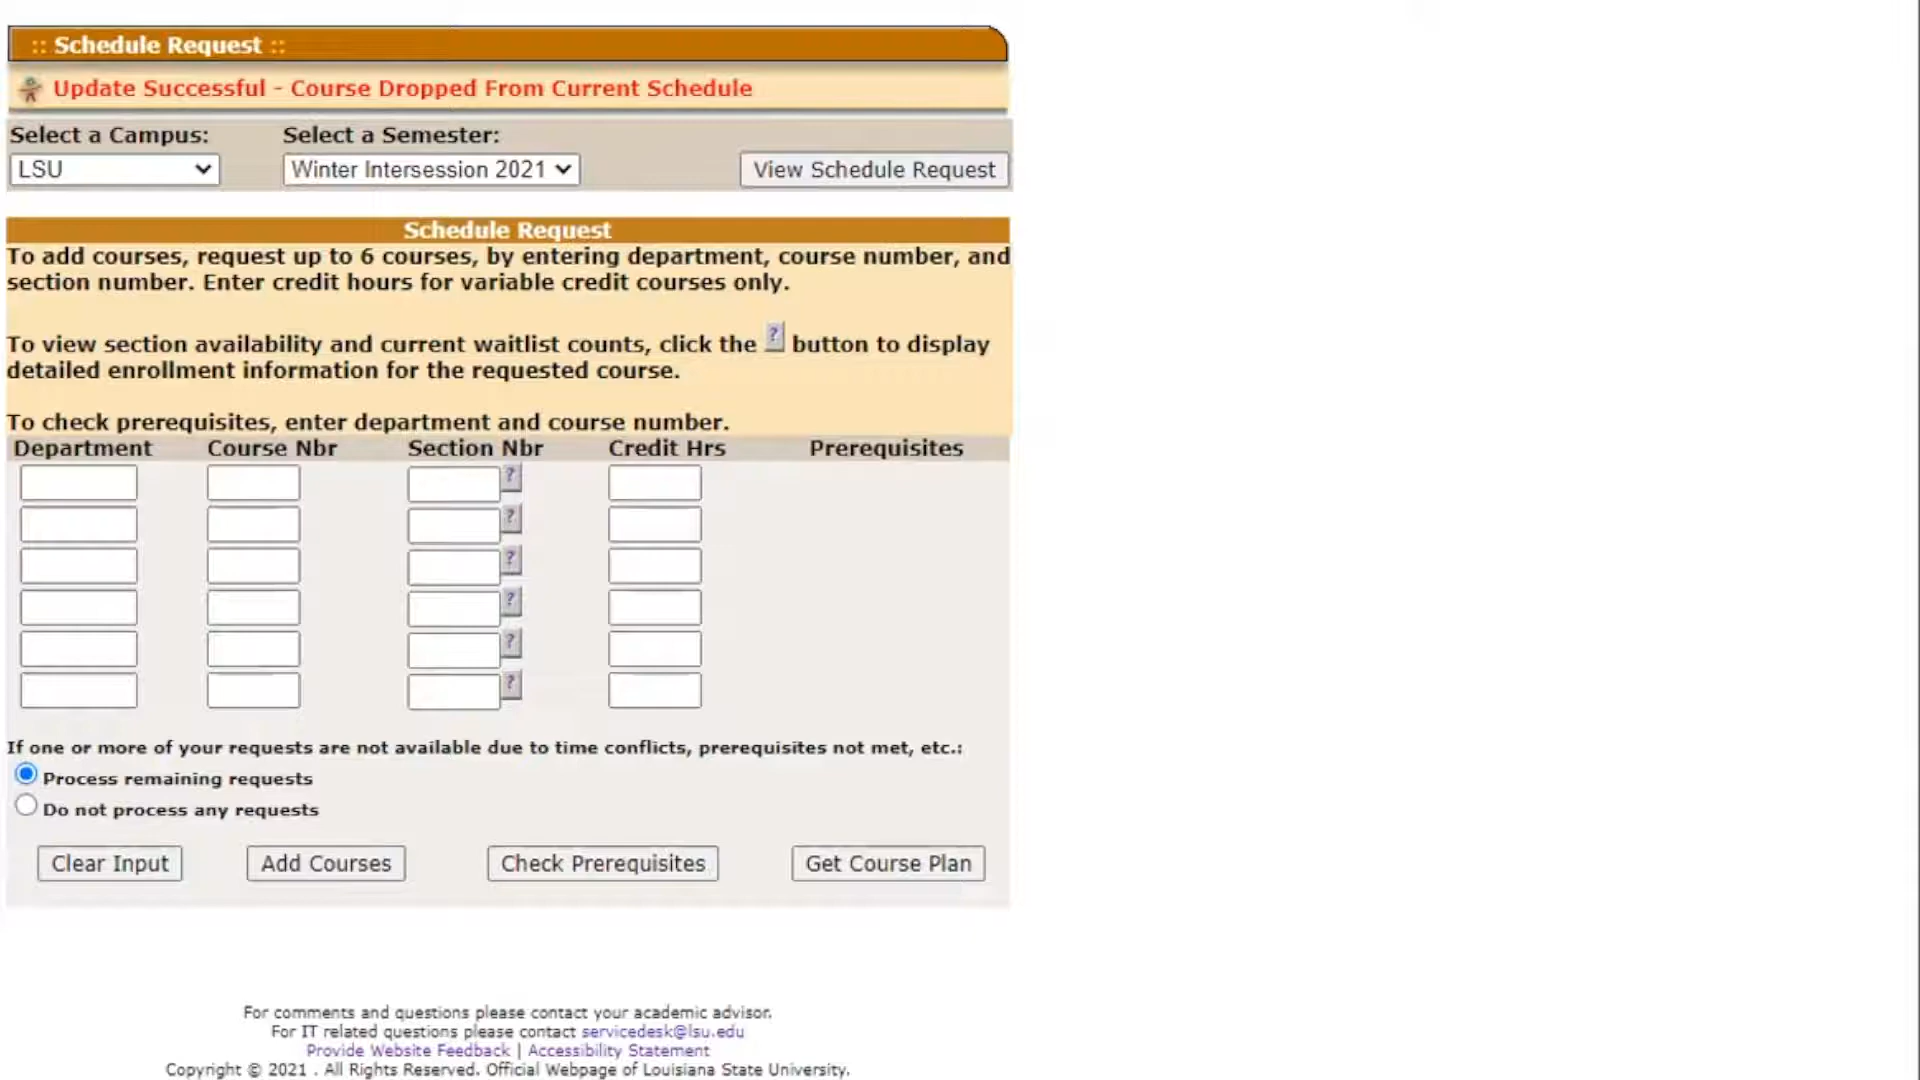 :: Schedule Request ::
Update Successful - Course Dropped From Current Schedule
Select a Campus: Select a Semester:
LSU Winter Intersession 2021 View Schedule Request
Schedule Request
To add courses, request up to 6 courses, by entering department, course number, and
section number. Enter credit hours for variable credit courses only.
To view section availability and current waitlist counts, click the ? button to display
detailed enrollment information for the requested course.
To check prerequisites, enter department and course number.
Department Course Nbr Section Nbr Credit Hrs Prerequisites
?
?
?
?
?
?
If one or more of your requests are not available due to time conflicts, prerequisites not met, etc.:
Process remaining requests
Do not process any requests
Clear Input Add Courses Check Prerequisites Get Course Plan
For comments and questions please contact your academic advisor.
For IT related questions please contact servicedesk@lsu.edu
Provide Website Feedback | Accessibility Statement
Copyright © 2021 . All Rights Reserved. Official Webpage of Louisiana State University.